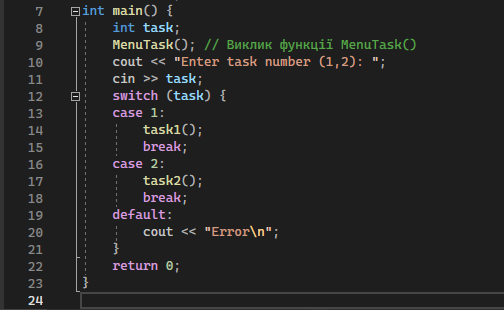 7 int main() {
8 int task;
9 MenuTask(); // Виклик функції MenuTask()
10 cout << "Enter task number (1,2): ";
11 cin >> task;
12 switch (task) {
13 case 1:
14 task1();
15 break;
16 case 2:
17 task2();
18 break;
19 default:
20 cout << "Error\n";
21 }
22 return 0;
23 }
24